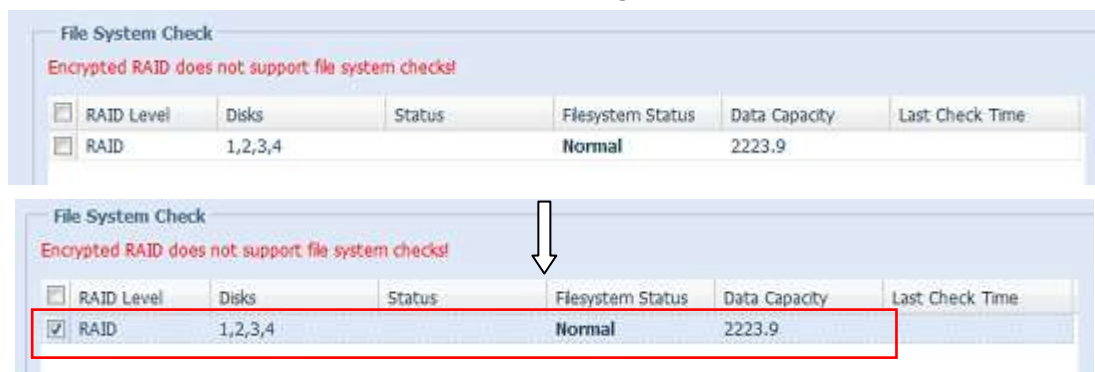 File System Check
Encrypted RAID does not support file system checks!
RAID Level Disks Status Filesystem Status Data Capacity Last Check Time
RAID 1,2,3,4 Normal 2223.9
File System Check
Encrypted RAID does not support file system checks!
RAID Level Disks Status Filesystem Status Data Capacity Last Check Time
RAID 1,2,3,4 Normal 2223.9